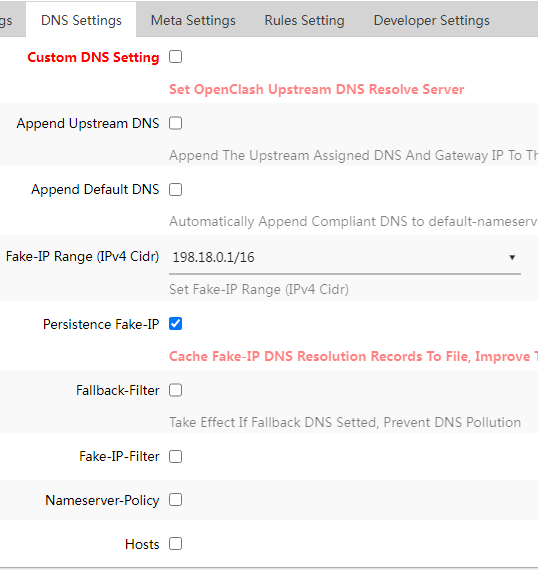 gs DNS Settings Meta Settings Rules Setting Developer Settings
Custom DNS Setting
Set OpenClash Upstream DNS Resolve Server
Append Upstream DNS
Append The Upstream Assigned DNS And Gateway IP To Th
Append Default DNS
Automatically Append Compliant DNS to default-nameserv
Fake-IP Range (IPv4 Cidr) 198.18.0.1/16
Set Fake-IP Range (IPv4 Cidr)
Persistence Fake-IP
Cache Fake-IP DNS Resolution Records To File, Improve T
Fallback-Filter
Take Effect If Fallback DNS Setted, Prevent DNS Pollution
Fake-IP-Filter
Nameserver-Policy
Hosts